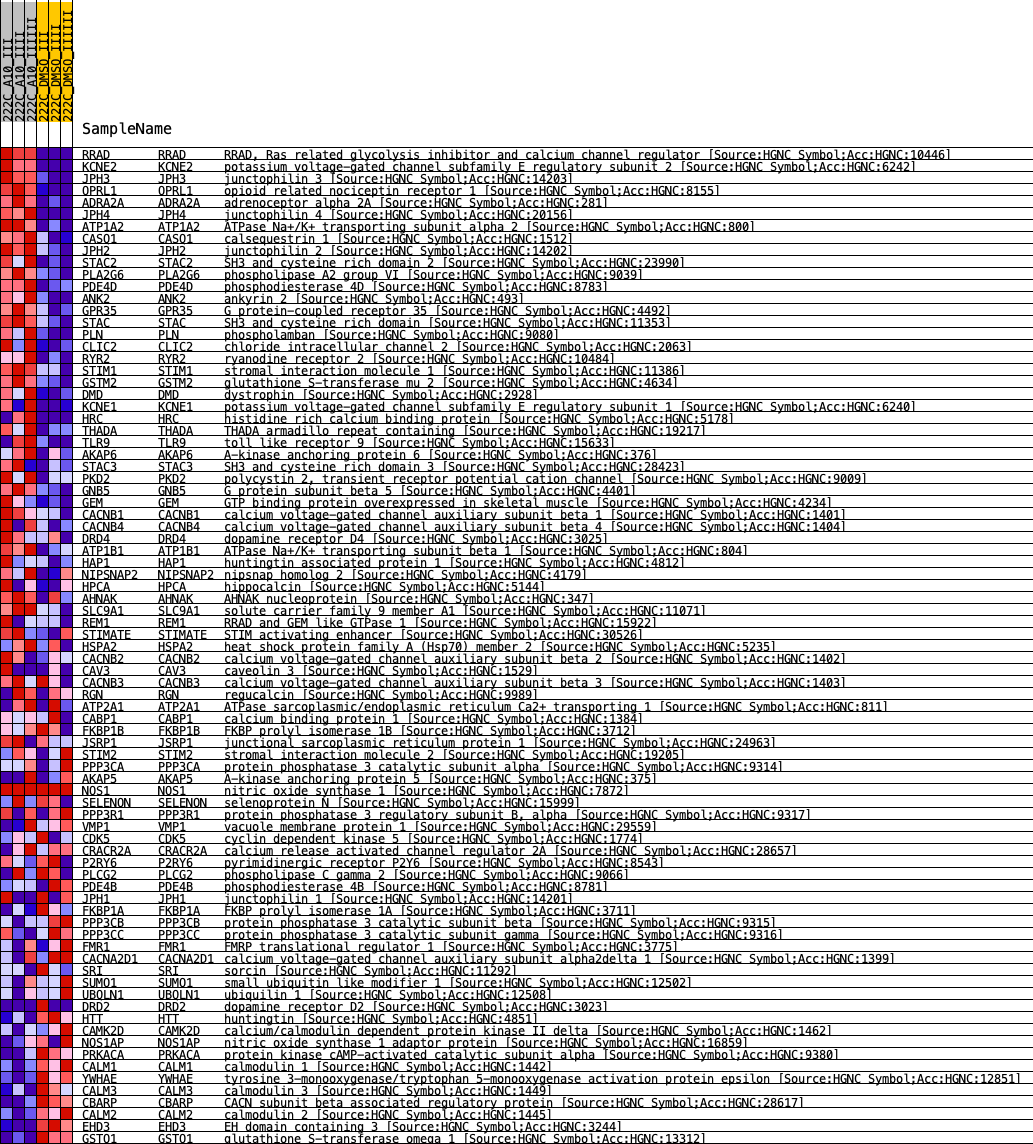 222C_A10_III
222C_A10_IIII
222C_A10_IIIIII
222C_DMSO_III
222C_DMSO_IIII
222C_DMSO_IIIIII
SampleName
RRAD RRAD RRAD, Ras related glycolysis inhibitor and calcium channel regulator [Source:HGNC Symbol;Acc:HGNC:10446]
KCNE2 KCNE2 potassium voltage-gated channel subfamily E regulatory subunit 2 [Source:HGNC Symbol;Acc:HGNC:6242]
JPH3 JPH3 junctophilin 3 [Source:HGNC Symbol;Acc:HGNC:14203]
OPRL1 OPRL1 opioid related nociceptin receptor 1 [Source:HGNC Symbol;Acc:HGNC:8155]
ADRA2A ADRA2A adrenoceptor alpha 2A [Source:HGNC Symbol;Acc:HGNC:281]
JPH4 JPH4 junctophilin 4 [Source:HGNC Symbol;Acc:HGNC:20156]
ATP1A2 ATP1A2 ATPase Na+/K+ transporting subunit alpha 2 [Source:HGNC Symbol;Acc:HGNC:800]
CASQ1 CASQ1 calsequestrin 1 [Source:HGNC Symbol;Acc:HGNC:1512]
JPH2 JPH2 junctophilin 2 [Source:HGNC Symbol;Acc:HGNC:14202]
STAC2 STAC2 SH3 and cysteine rich domain 2 [Source:HGNC Symbol;Acc:HGNC:23990]
PLA2G6 PLA2G6 phospholipase A2 group VI [Source:HGNC Symbol;Acc:HGNC:9039]
PDE4D PDE4D phosphodiesterase 4D [Source:HGNC Symbol;Acc:HGNC:8783]
ANK2 ANK2 ankyrin 2 [Source:HGNC Symbol;Acc:HGNC:493]
GPR35 GPR35 G protein-coupled receptor 35 [Source:HGNC Symbol;Acc:HGNC:4492]
STAC STAC SH3 and cysteine rich domain [Source:HGNC Symbol;Acc:HGNC:11353]
PLN PLN phospholamban [Source:HGNC Symbol;Acc:HGNC:9080]
CLIC2 CLIC2 chloride intracellular channel 2 [Source:HGNC Symbol;Acc:HGNC:2063]
RYR2 RYR2 ryanodine receptor 2 [Source:HGNC Symbol;Acc:HGNC:10484]
STIM1 STIM1 stromal interaction molecule 1 [Source:HGNC Symbol;Acc:HGNC:11386]
GSTM2 GSTM2 glutathione S-transferase mu 2 [Source:HGNC Symbol;Acc:HGNC:4634]
DMD DMD dystrophin [Source:HGNC Symbol;Acc:HGNC:2928]
KCNE1 KCNE1 potassium voltage-gated channel subfamily E regulatory subunit 1 [Source:HGNC Symbol;Acc:HGNC:6240]
HRC HRC histidine rich calcium binding protein [Source:HGNC Symbol;Acc:HGNC:5178]
THADA THADA THADA armadillo repeat containing [Source:HGNC Symbol;Acc:HGNC:19217]
TLR9 TLR9 toll like receptor 9 [Source:HGNC Symbol;Acc:HGNC:15633]
AKAP6 AKAP6 A-kinase anchoring protein 6 [Source:HGNC Symbol;Acc:HGNC:376]
STAC3 STAC3 SH3 and cysteine rich domain 3 [Source:HGNC Symbol;Acc:HGNC:28423]
PKD2 PKD2 polycystin 2, transient receptor potential cation channel [Source:HGNC Symbol;Acc:HGNC:9009]
GNB5 GNB5 G protein subunit beta 5 [Source:HGNC Symbol;Acc:HGNC:4401]
GEM GEM GTP binding protein overexpressed in skeletal muscle [Source:HGNC Symbol;Acc:HGNC:4234]
CACNB1 CACNB1 calcium voltage-gated channel auxiliary subunit beta 1 [Source:HGNC Symbol;Acc:HGNC:1401]
CACNB4 CACNB4 calcium voltage-gated channel auxiliary subunit beta 4 [Source:HGNC Symbol;Acc:HGNC:1404]
DRD4 DRD4 dopamine receptor D4 [Source:HGNC Symbol;Acc:HGNC:3025]
ATP1B1 ATP1B1 ATPase Na+/K+ transporting subunit beta 1 [Source:HGNC Symbol;Acc:HGNC:804]
HAP1 HAP1 huntingtin associated protein 1 [Source:HGNC Symbol;Acc:HGNC:4812]
NIPSNAP2 NIPSNAP2 nipsnap homolog 2 [Source:HGNC Symbol;Acc:HGNC:4179]
HPCA HPCA hippocalcin [Source:HGNC Symbol;Acc:HGNC:5144]
AHNAK AHNAK AHNAK nucleoprotein [Source:HGNC Symbol;Acc:HGNC:347]
SLC9A1 SLC9A1 solute carrier family 9 member A1 [Source:HGNC Symbol;Acc:HGNC:11071]
REM1 REM1 RRAD and GEM like GTPase 1 [Source:HGNC Symbol;Acc:HGNC:15922]
STIMATE STIMATE STIM activating enhancer [Source:HGNC Symbol;Acc:HGNC:30526]
HSPA2 HSPA2 heat shock protein family A (Hsp70) member 2 [Source:HGNC Symbol;Acc:HGNC:5235]
CACNB2 CACNB2 calcium voltage-gated channel auxiliary subunit beta 2 [Source:HGNC Symbol;Acc:HGNC:1402]
CAV3 CAV3 caveolin 3 [Source:HGNC Symbol;Acc:HGNC:1529]
CACNB3 CACNB3 calcium voltage-gated channel auxiliary subunit beta 3 [Source:HGNC Symbol;Acc:HGNC:1403]
RGN RGN regucalcin [Source:HGNC Symbol;Acc:HGNC:9989]
ATP2A1 ATP2A1 ATPase sarcoplasmic/endoplasmic reticulum Ca2+ transporting 1 [Source:HGNC Symbol;Acc:HGNC:811]
CABP1 CABP1 calcium binding protein 1 [Source:HGNC Symbol;Acc:HGNC:1384]
FKBP1B FKBP1B FKBP prolyl isomerase 1B [Source:HGNC Symbol;Acc:HGNC:3712]
JSRP1 JSRP1 junctional sarcoplasmic reticulum protein 1 [Source:HGNC Symbol;Acc:HGNC:24963]
STIM2 STIM2 stromal interaction molecule 2 [Source:HGNC Symbol;Acc:HGNC:19205]
PPP3CA PPP3CA protein phosphatase 3 catalytic subunit alpha [Source:HGNC Symbol;Acc:HGNC:9314]
AKAP5 AKAP5 A-kinase anchoring protein 5 [Source:HGNC Symbol;Acc:HGNC:375]
NOS1 NOS1 nitric oxide synthase 1 [Source:HGNC Symbol;Acc:HGNC:7872]
SELENON SELENON selenoprotein N [Source:HGNC Symbol;Acc:HGNC:15999]
PPP3R1 PPP3R1 protein phosphatase 3 regulatory subunit B, alpha [Source:HGNC Symbol;Acc:HGNC:9317]
VMP1 VMP1 vacuole membrane protein 1 [Source:HGNC Symbol;Acc:HGNC:29559]
CDK5 CDK5 cyclin dependent kinase 5 [Source:HGNC Symbol;Acc:HGNC:1774]
CRACR2A CRACR2A calcium release activated channel regulator 2A [Source:HGNC Symbol;Acc:HGNC:28657]
P2RY6 P2RY6 pyrimidinergic receptor P2Y6 [Source:HGNC Symbol;Acc:HGNC:8543]
PLCG2 PLCG2 phospholipase C gamma 2 [Source:HGNC Symbol;Acc:HGNC:9066]
PDE4B PDE4B phosphodiesterase 4B [Source:HGNC Symbol;Acc:HGNC:8781]
JPH1 JPH1 junctophilin 1 [Source:HGNC Symbol;Acc:HGNC:14201]
FKBP1A FKBP1A FKBP prolyl isomerase 1A [Source:HGNC Symbol;Acc:HGNC:3711]
PPP3CB PPP3CB protein phosphatase 3 catalytic subunit beta [Source:HGNC Symbol;Acc:HGNC:9315]
PPP3CC PPP3CC protein phosphatase 3 catalytic subunit gamma [Source:HGNC Symbol;Acc:HGNC:9316]
FMR1 FMR1 FMRP translational regulator 1 [Source:HGNC Symbol;Acc:HGNC:3775]
CACNA2D1 CACNA2D1 calcium voltage-gated channel auxiliary subunit alpha2delta 1 [Source:HGNC Symbol;Acc:HGNC:1399]
SRI SRI sorcin [Source:HGNC Symbol;Acc:HGNC:11292]
SUMO1 SUMO1 small ubiquitin like modifier 1 [Source:HGNC Symbol;Acc:HGNC:12502]
UBQLN1 UBQLN1 ubiquilin 1 [Source:HGNC Symbol;Acc:HGNC:12508]
DRD2 DRD2 dopamine receptor D2 [Source:HGNC Symbol;Acc:HGNC:3023]
HTT HTT huntingtin [Source:HGNC Symbol;Acc:HGNC:4851]
CAMK2D CAMK2D calcium/calmodulin dependent protein kinase II delta [Source:HGNC Symbol;Acc:HGNC:1462]
NOS1AP NOS1AP nitric oxide synthase 1 adaptor protein [Source:HGNC Symbol;Acc:HGNC:16859]
PRKACA PRKACA protein kinase cAMP-activated catalytic subunit alpha [Source:HGNC Symbol;Acc:HGNC:9380]
CALM1 CALM1 calmodulin 1 [Source:HGNC Symbol;Acc:HGNC:1442]
YWHAE YWHAE tyrosine 3-monooxygenase/tryptophan 5-monooxygenase activation protein epsilon [Source:HGNC Symbol;Acc:HGNC:12851]
CALM3 CALM3 calmodulin 3 [Source:HGNC Symbol;Acc:HGNC:1449]
CBARP CBARP CACN subunit beta associated regulatory protein [Source:HGNC Symbol;Acc:HGNC:28617]
CALM2 CALM2 calmodulin 2 [Source:HGNC Symbol;Acc:HGNC:1445]
EHD3 EHD3 EH domain containing 3 [Source:HGNC Symbol;Acc:HGNC:3244]
GSTO1 GSTO1 glutathione S-transferase omega 1 [Source:HGNC Symbol;Acc:HGNC:13312]